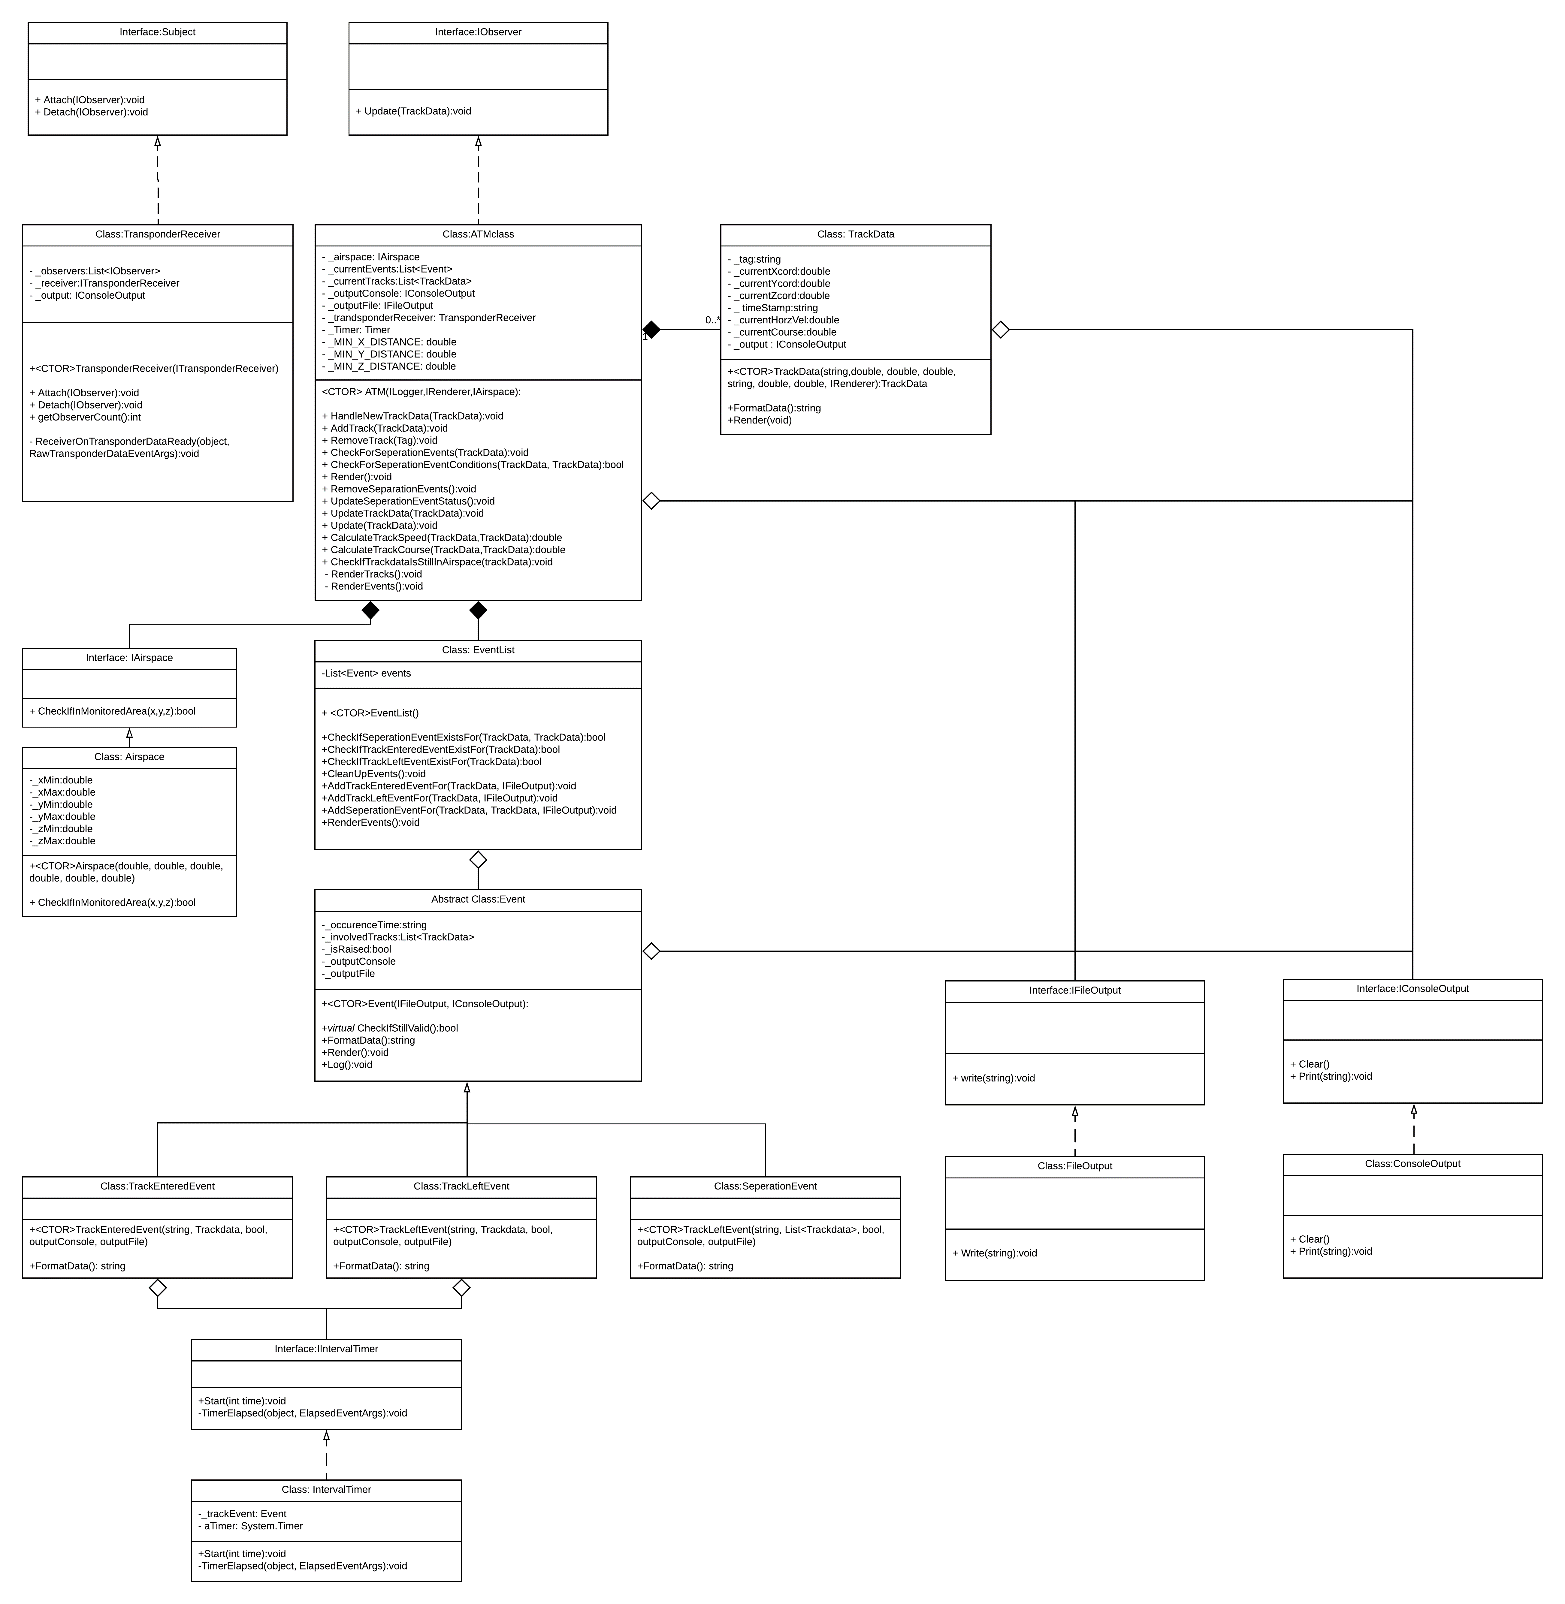 Interface:Subject
+ Attach(IObserver):void
+ Detach(IObserver):void
Interface:IObserver
+ Update(TrackData):void
Class:TransponderReceiver
- _observers:List<IObserver>
- _receiver:ITransponderReceiver
- _output: IConsoleOutput
+<CTOR>TransponderReceiver(ITransponderReceiver)
+ Attach(IObserver):void
+ Detach(IObserver):void
+ getObserverCount():int
- ReceiverOnTransponderDataReady(object,
RawTransponderDataEventArgs):void
Class:ATMclass
- _airspace: IAirspace
- _currentEvents:List<Event>
- _currentTracks:List<TrackData>
- _outputConsole: IConsoleOutput
- _outputFile: IFileOutput
- _trandsponderReceiver: TransponderReceiver
- _Timer: Timer
- _MIN_X_DISTANCE: double
- _MIN_Y_DISTANCE: double
- _MIN_Z_DISTANCE: double
<CTOR> ATM(ILogger,IRenderer,IAirspace):
+ HandleNewTrackData(TrackData):void
+ AddTrack(TrackData):void
+ RemoveTrack(Tag):void
+ CheckForSeperationEvents(TrackData):void
+ CheckForSeperationEventConditions(TrackData, TrackData):bool
+ Render():void
+ RemoveSeparationEvents():void
+ UpdateSeperationEventStatus():void
+ UpdateTrackData(TrackData):void
+ Update(TrackData):void
+ CalculateTrackSpeed(TrackData,TrackData):double
+ CalculateTrackCourse(TrackData,TrackData):double
+ CheckIfTrackdataIsStillInAirspace(trackData):void
- RenderTracks():void
- RenderEvents():void
1
0..*
Class: TrackData
- _tag:string
- _currentXcord:double
- _currentYcord:double
- _currentZcord:double
- _ timeStamp:string
- _currentHorzVel:double
- _currentCourse:double
- _output : IConsoleOutput
+<CTOR>TrackData(string,double, double, double,
string, double, double, IRenderer):TrackData
+FormatData():string
+Render(void)
Interface: IAirspace
+ CheckIfInMonitoredArea(x,y,z):bool
Class: Airspace
-_xMin:double
-_xMax:double
-_yMin:double
-_yMax:double
-_zMin:double
-_zMax:double
+<CTOR>Airspace(double, double, double,
double, double, double)
+ CheckIfInMonitoredArea(x,y,z):bool
Class: EventList
-List<Event> events
+ <CTOR>EventList()
+CheckIfSeperationEventExistsFor(TrackData, TrackData):bool
+CheckIfTrackEnteredEventExistFor(TrackData):bool
+CheckIfTrackLeftEventExistFor(TrackData):bool
+CleanUpEvents():void
+AddTrackEnteredEventFor(TrackData, IFileOutput):void
+AddTrackLeftEventFor(TrackData, IFileOutput):void
+AddSeperationEventFor(TrackData, TrackData, IFileOutput):void
+RenderEvents():void
Abstract Class:Event
-_occurenceTime:string
-_involvedTracks:List<TrackData>
-_isRaised:bool
-_outputConsole
-_outputFile
+<CTOR>Event(IFileOutput, IConsoleOutput):
+virtual CheckIfStillValid():bool
+FormatData():string
+Render():void
+Log():void
Interface:IFileOutput
+ write(string):void
Interface:IConsoleOutput
+ Clear()
+ Print(string):void
Class:FileOutput
+ Write(string):void
Class:ConsoleOutput
+ Clear()
+ Print(string):void
Class:TrackEnteredEvent
+<CTOR>TrackEnteredEvent(string, Trackdata, bool,
outputConsole, outputFile)
+FormatData(): string
Class:TrackLeftEvent
+<CTOR>TrackLeftEvent(string, Trackdata, bool,
outputConsole, outputFile)
+FormatData(): string
Class:SeperationEvent
+<CTOR>TrackLeftEvent(string, List<Trackdata>, bool,
outputConsole, outputFile)
+FormatData(): string
Interface:IIntervalTimer
+Start(int time):void
-TimerElapsed(object, ElapsedEventArgs):void
Class: IntervalTimer
-_trackEvent: Event
- aTimer: System.Timer
+Start(int time):void
-TimerElapsed(object, ElapsedEventArgs):void